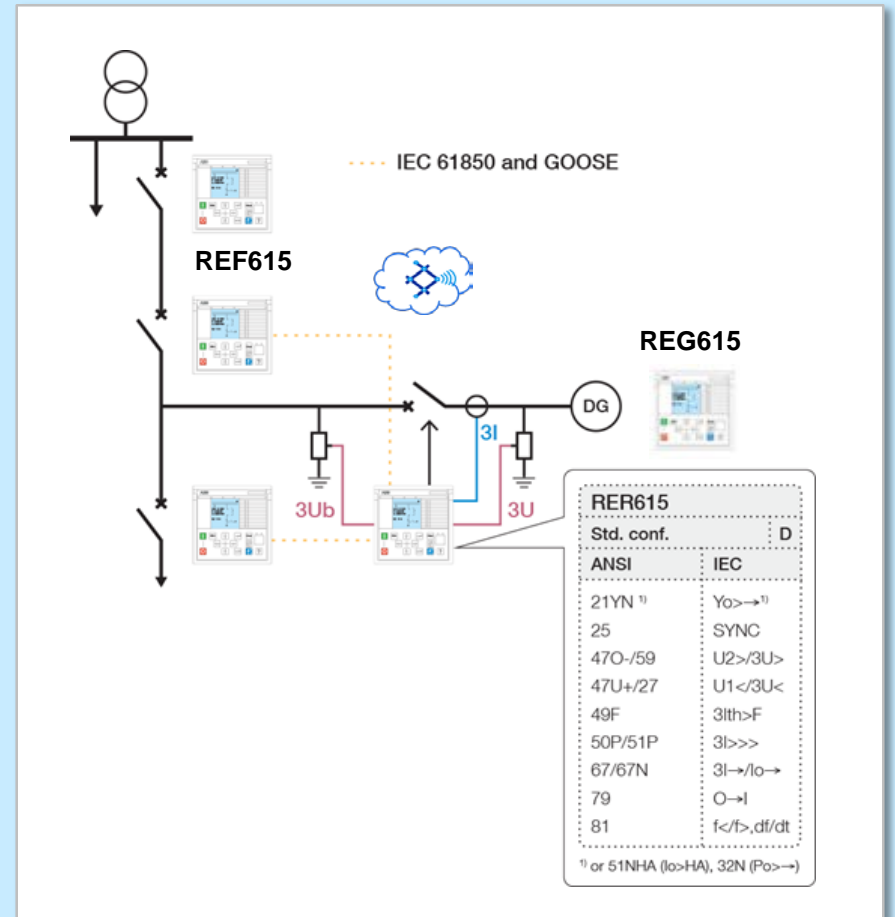 IEC 61850 and GOOSE
REF615
REG615
DG
3I
3Ub
3U
RER615
Std. conf. D
ANSI IEC
21YN ¹⁾ Yo>→¹⁾
25 SYNC
47O-/59 U2>/3U>
47U+/27 U1</3U<
49F 3Ith>F
50P/51P 3I>>>
67/67N 3I→/Io→
79 O→I
81 f</f>,df/dt
¹⁾ or 51NHA (Io>HA), 32N (Po>→)